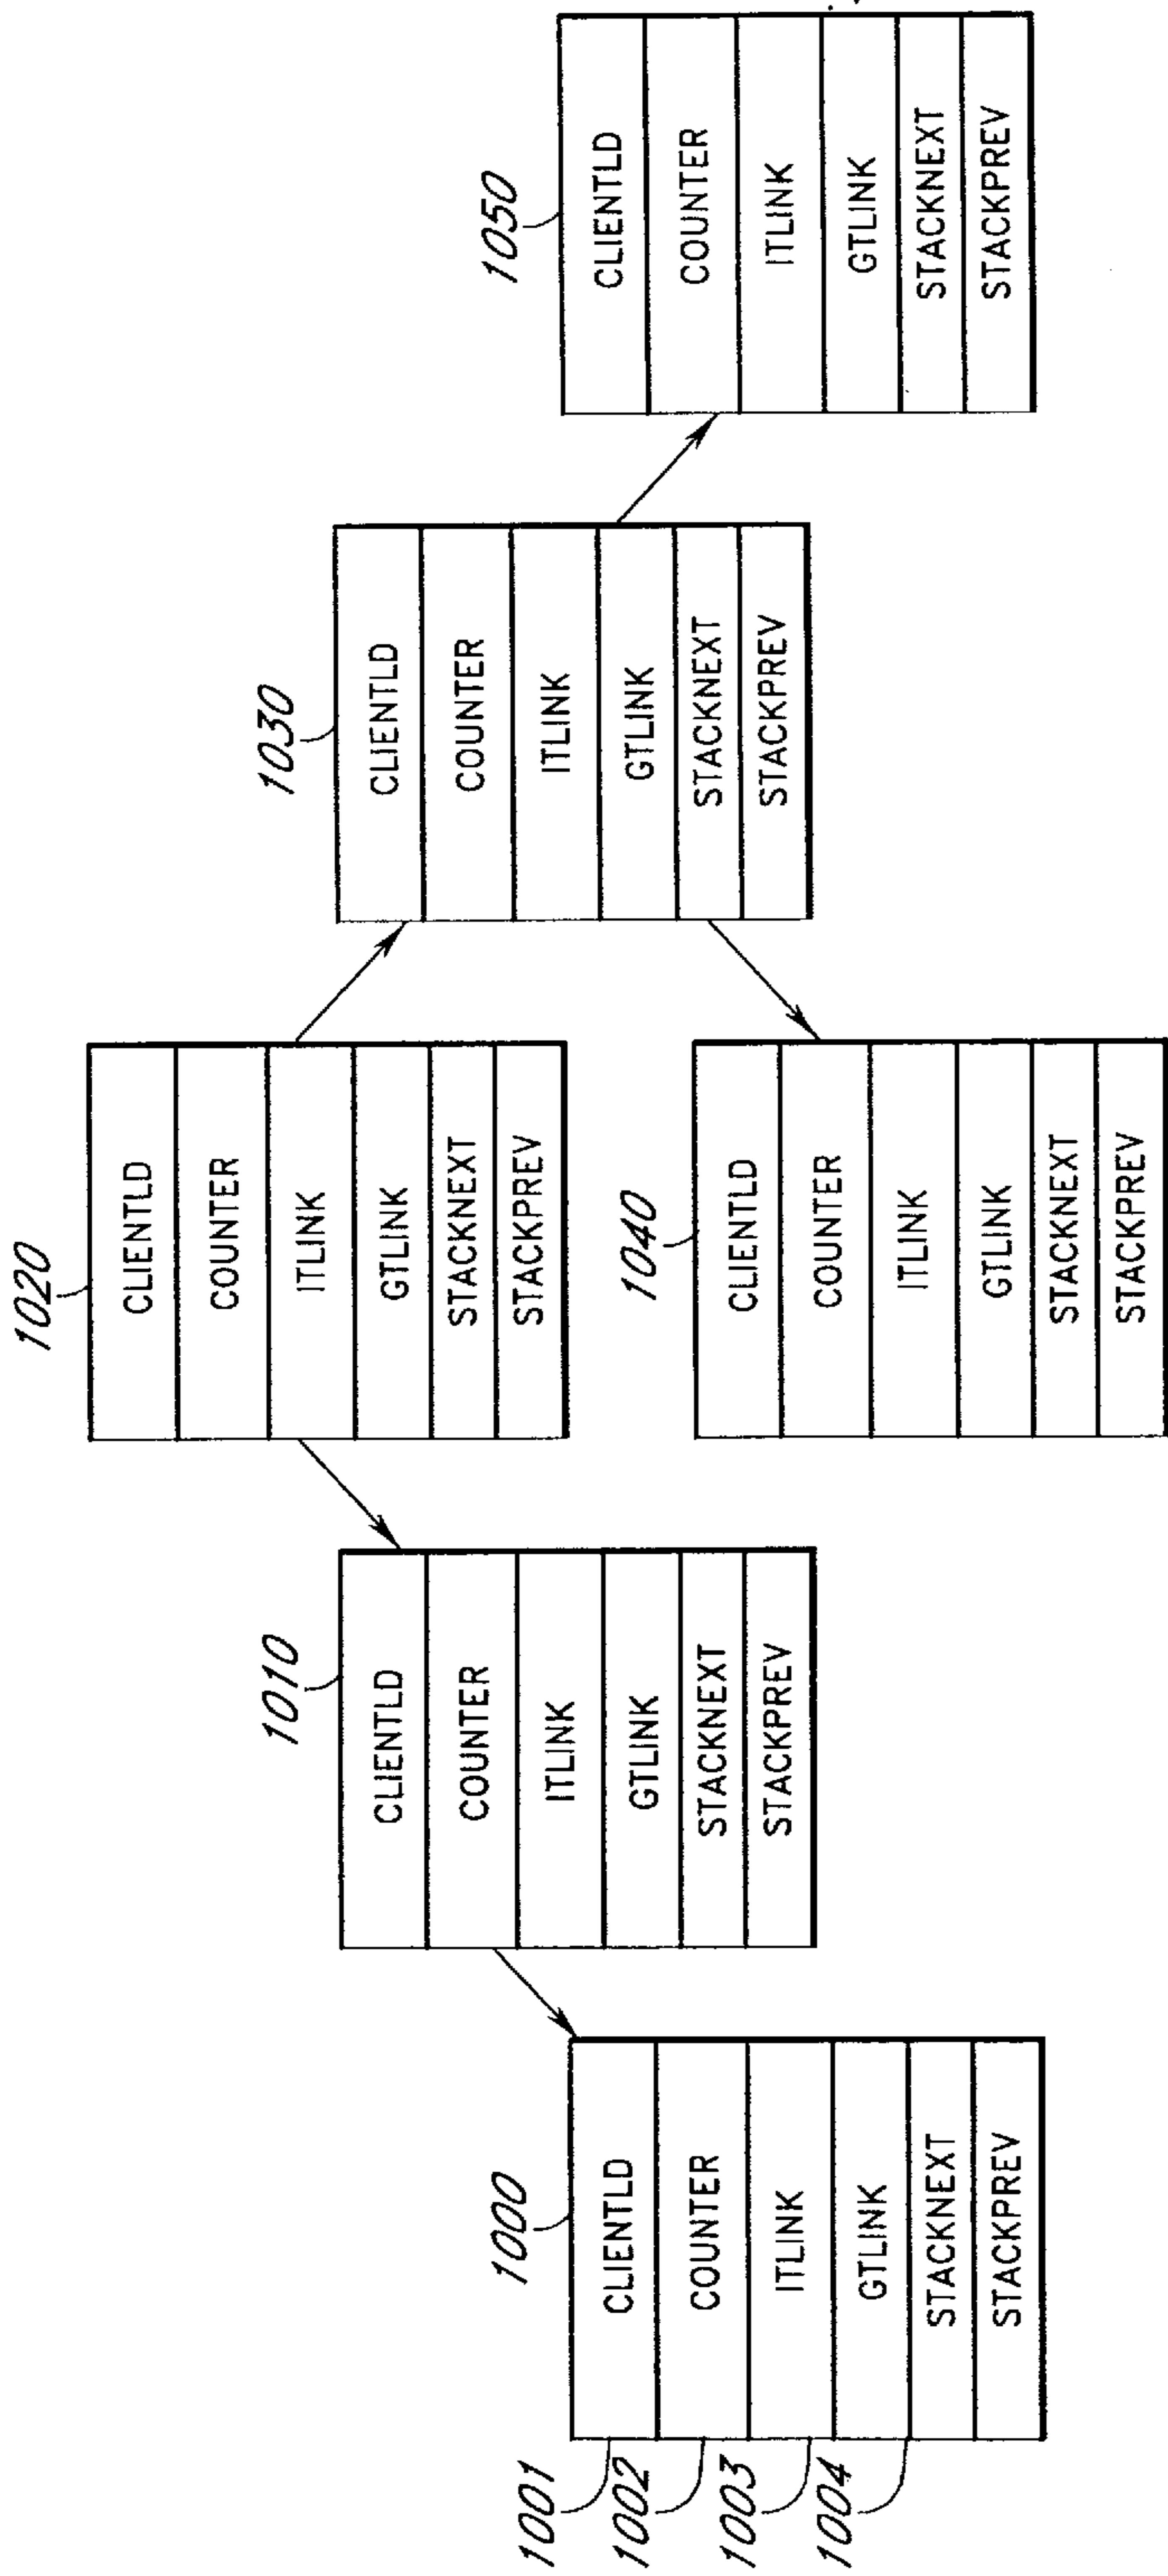 1020
CLIENTLD
COUNTER
ITLINK
GTLINK
STACKNEXT
STACKPREV
1010
CLIENTLD
COUNTER
ITLINK
GTLINK
STACKNEXT
STACKPREV
1030
CLIENTLD
COUNTER
ITLINK
GTLINK
STACKNEXT
STACKPREV
1000
1001
CLIENTLD
1002
COUNTER
1003
ITLINK
1004
GTLINK
STACKNEXT
STACKPREV
1040
CLIENTLD
COUNTER
ITLINK
GTLINK
STACKNEXT
STACKPREV
1050
CLIENTLD
COUNTER
ITLINK
GTLINK
STACKNEXT
STACKPREV